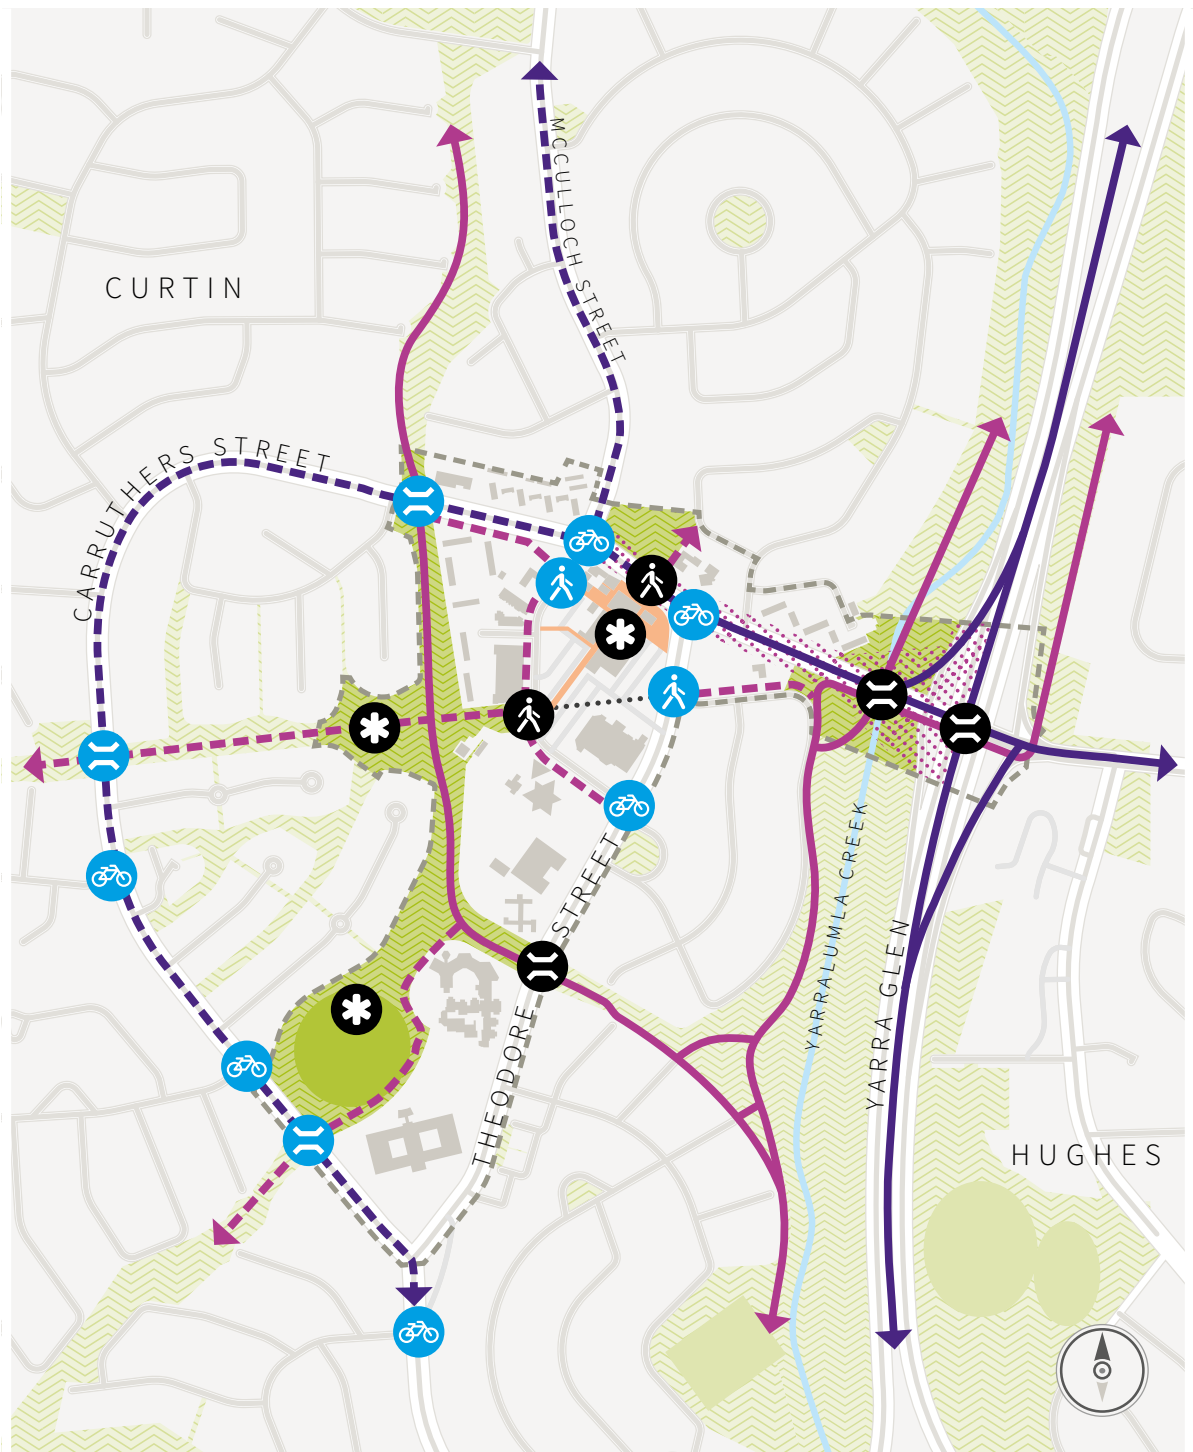 MCCULLOCH STREET
CURTIN
CARRUTHERS STREET
YARRALUMLA CREEK
THEODORE STREET
YARRA GLEN
HUGHES